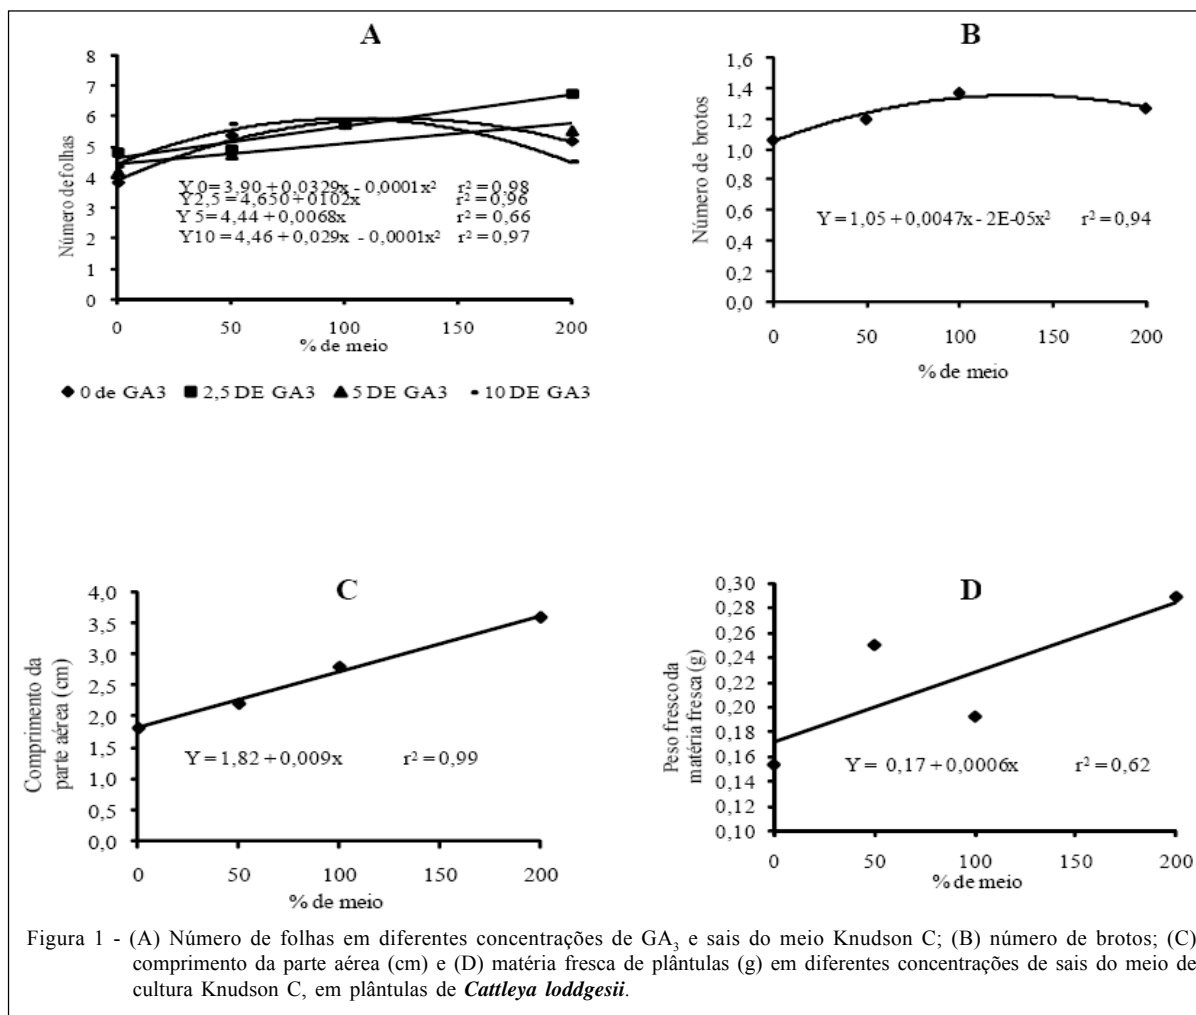 A
Número de folhas
8
7
6
5
4
3
2
1
0
Y 0 = 3,90 + 0,0329x - 0,0001x² r² = 0,98
Y 2,5 = 4,650 + 0102x r² = 0,96
Y 5 = 4,44 + 0,0068x r² = 0,66
Y10 = 4,46 + 0,029x - 0,0001x² r² = 0,97
0 50 100 150 200
% de meio
0 de GA3 2,5 DE GA3 5 DE GA3 10 DE GA3
B
Número de brotos
1,6
1,4
1,2
1,0
0,8
0,6
0,4
0,2
0,0
Y = 1,05 + 0,0047x - 2E-05x² r² = 0,94
0 50 100 150 200
% de meio
C
Comprimento da
parte aérea (cm)
4,0
3,5
3,0
2,5
2,0
1,5
1,0
0,5
0,0
Y = 1,82 + 0,009x r² = 0,99
0 50 100 150 200
% de meio
D
Peso fresco da
matéria fresca (g)
0,30
0,28
0,26
0,24
0,22
0,20
0,18
0,16
0,14
0,12
0,10
Y = 0,17 + 0,0006x r² = 0,62
0 50 100 150 200
% de meio
Figura 1 - (A) Número de folhas em diferentes concentrações de GA₃ e sais do meio Knudson C; (B) número de brotos; (C)
comprimento da parte aérea (cm) e (D) matéria fresca de plântulas (g) em diferentes concentrações de sais do meio de
cultura Knudson C, em plântulas de Cattleya loddgesii.